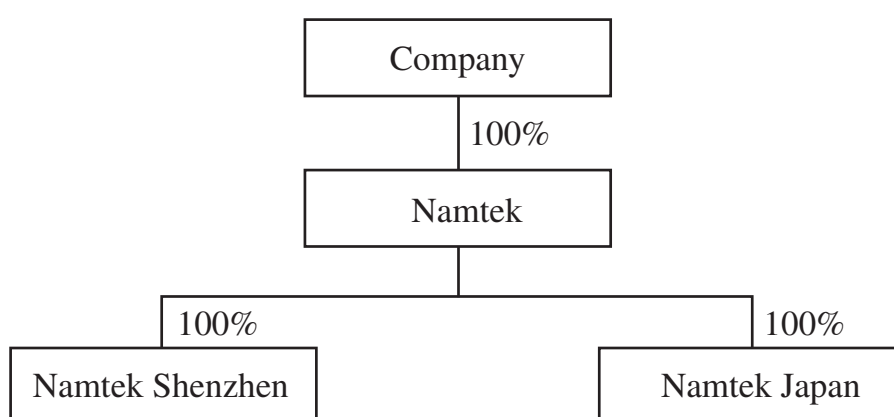 Company
100%
Namtek
100%
100%
Namtek Shenzhen
Namtek Japan